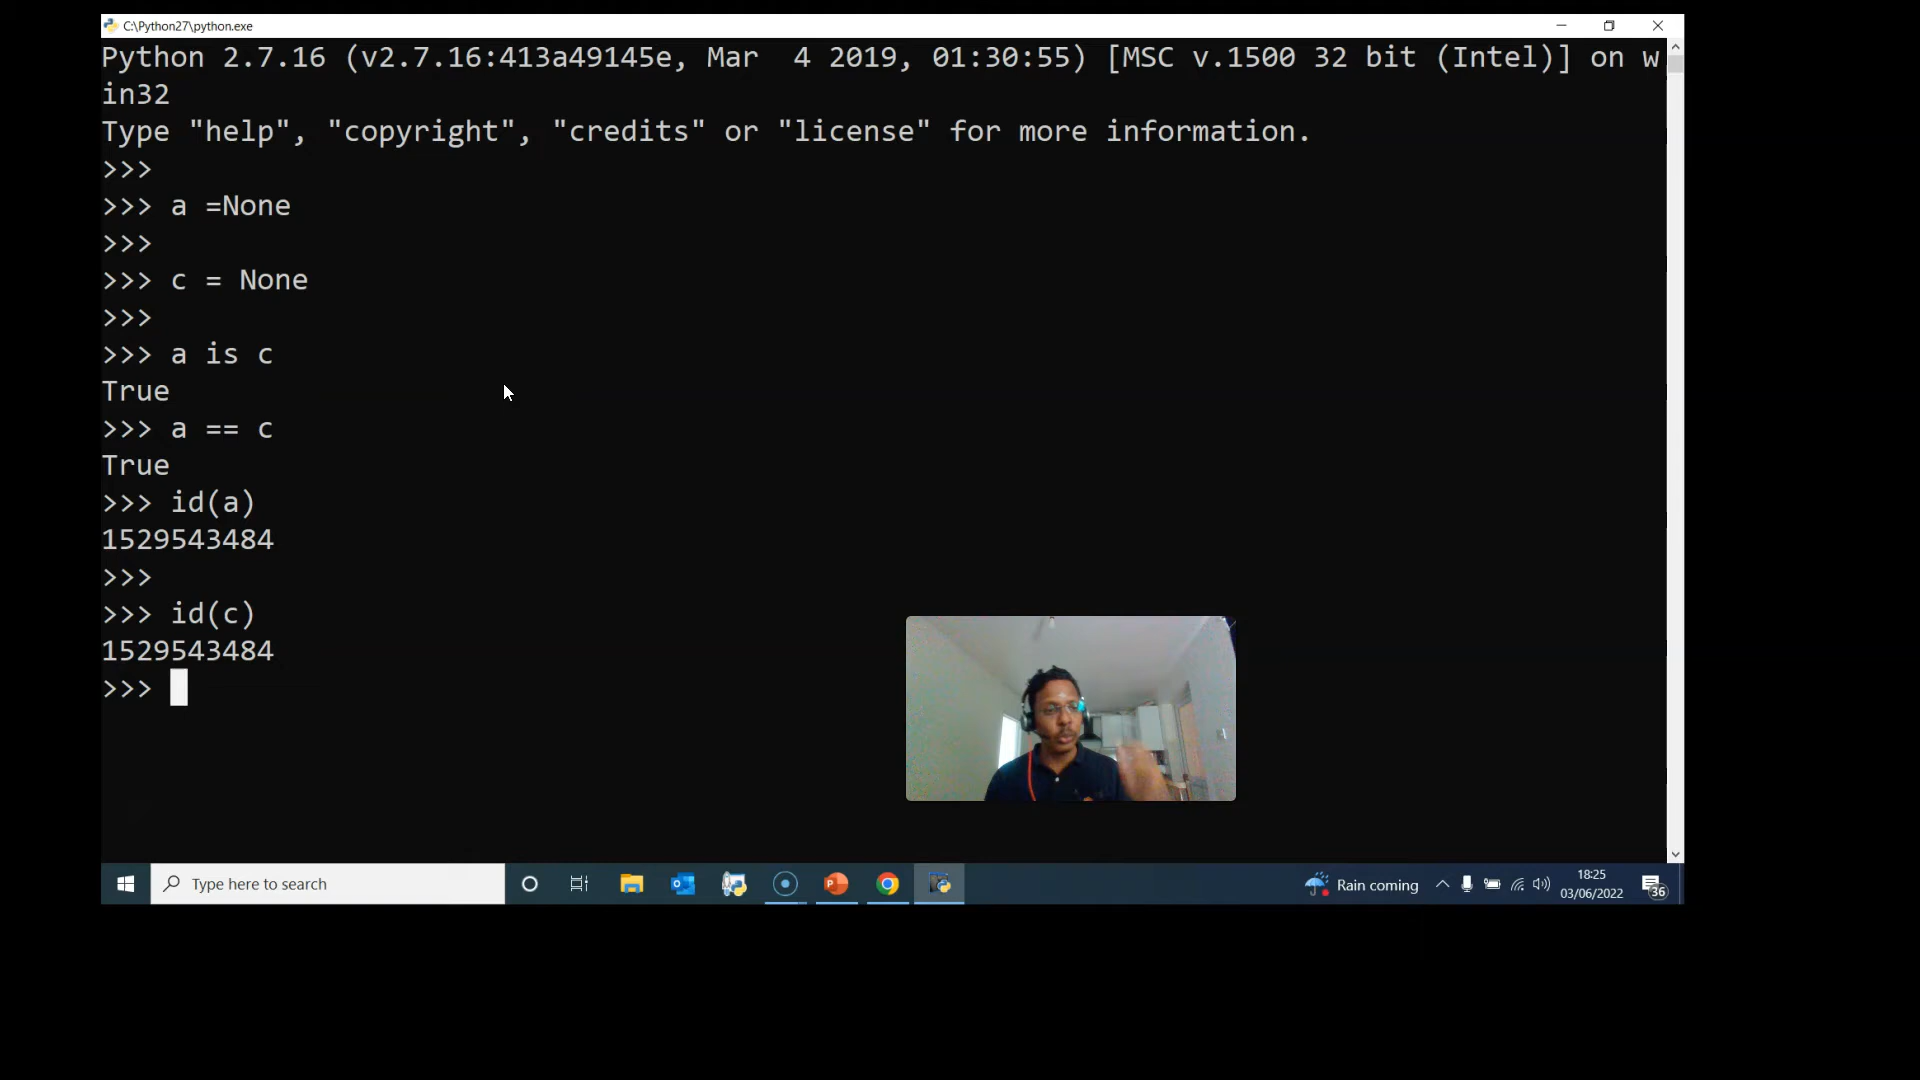 C:\Python27\python.exe
Python 2.7.16 (v2.7.16:413a49145e, Mar  4 2019, 01:30:55) [MSC v.1500 32 bit (Intel)] on w
in32
Type "help", "copyright", "credits" or "license" for more information.
>>>
>>> a =None
>>>
>>> c = None
>>>
>>> a is c
True
>>> a == c
True
>>> id(a)
1529543484
>>>
>>> id(c)
1529543484
>>>
Type here to search
Rain coming
18:25
03/06/2022
36